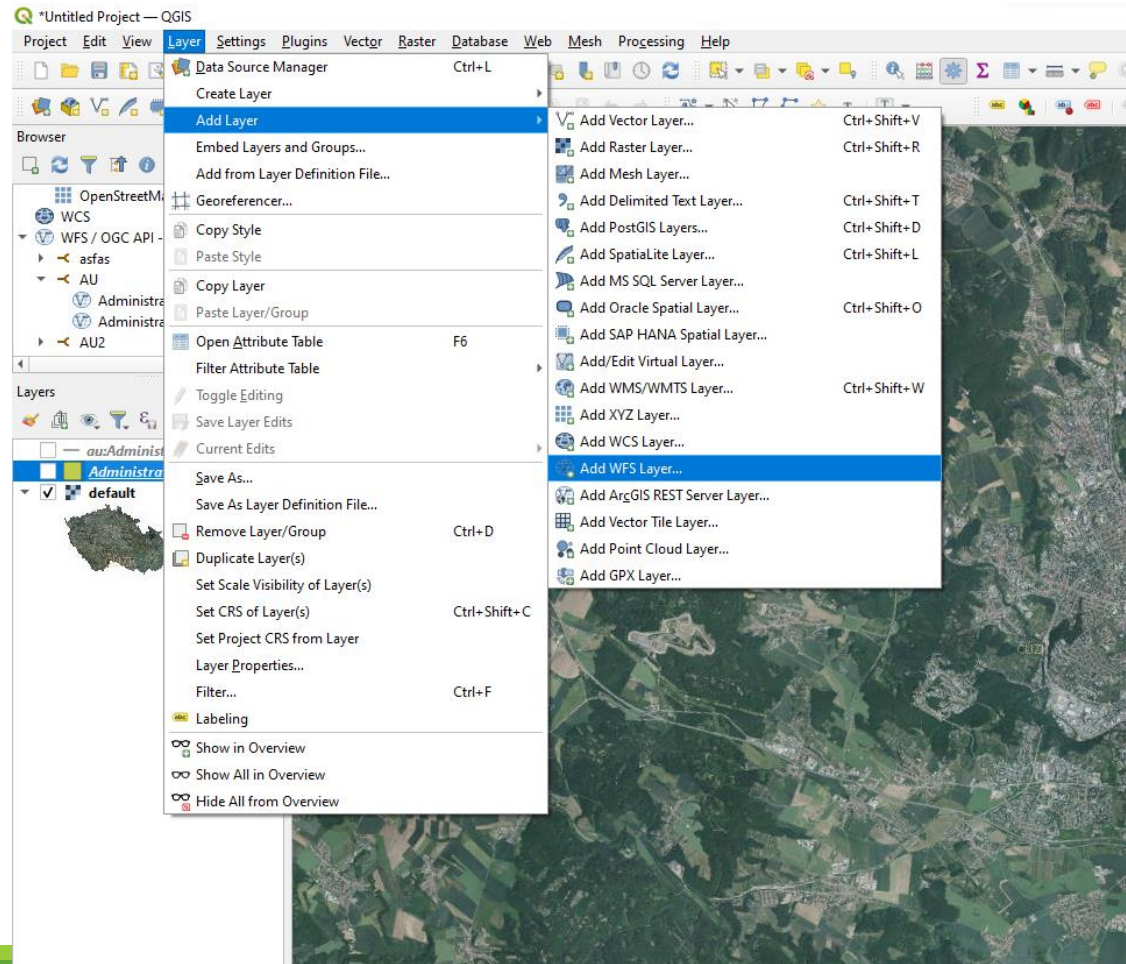 *Untitled Project — QGIS
Project Edit View Layer Settings Plugins Vector Raster Database Web Mesh Processing Help
Data Source Manager Ctrl+L
Create Layer
Add Layer
Embed Layers and Groups...
Add from Layer Definition File...
Georeferencer...
Copy Style
Paste Style
Copy Layer
Paste Layer/Group
Open Attribute Table F6
Filter Attribute Table
Toggle Editing
Save Layer Edits
Current Edits
Save As...
Save As Layer Definition File...
Remove Layer/Group Ctrl+D
Duplicate Layer(s)
Set Scale Visibility of Layer(s)
Set CRS of Layer(s) Ctrl+Shift+C
Set Project CRS from Layer
Layer Properties...
Filter... Ctrl+F
Labeling
Show in Overview
Show All in Overview
Hide All from Overview
Add Vector Layer... Ctrl+Shift+V
Add Raster Layer... Ctrl+Shift+R
Add Mesh Layer...
Add Delimited Text Layer... Ctrl+Shift+T
Add PostGIS Layers... Ctrl+Shift+D
Add SpatiaLite Layer... Ctrl+Shift+L
Add MS SQL Server Layer...
Add Oracle Spatial Layer... Ctrl+Shift+O
Add SAP HANA Spatial Layer...
Add/Edit Virtual Layer...
Add WMS/WMTS Layer... Ctrl+Shift+W
Add XYZ Layer...
Add WCS Layer...
Add WFS Layer...
Add ArcGIS REST Server Layer...
Add Vector Tile Layer...
Add Point Cloud Layer...
Add GPX Layer...
Browser
OpenStreetMa
WCS
WFS / OGC API -
asfas
AU
Administra
Administra
AU2
Layers
au:Administ
Administra
default